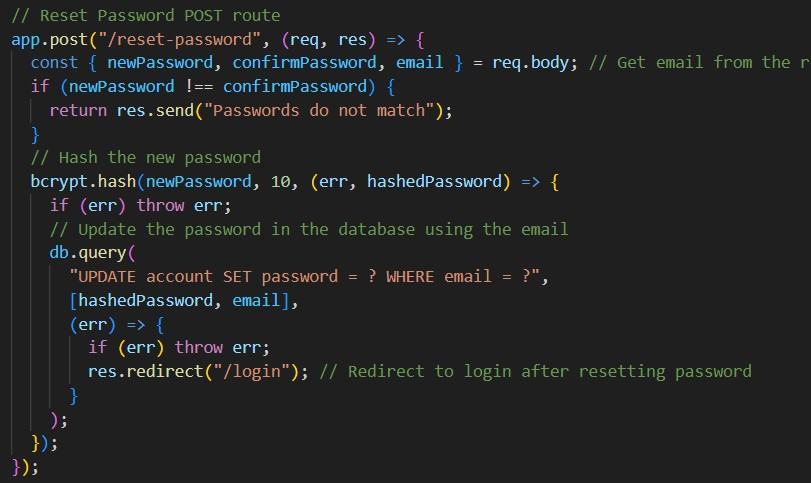 // Reset Password POST route
app.post("/reset-password", (req, res) => {
const { newPassword, confirmPassword, email } = req.body; // Get email from the r
if (newPassword !== confirmPassword) {
return res.send("Passwords do not match");
}
// Hash the new password
bcrypt.hash(newPassword, 10, (err, hashedPassword) => {
if (err) throw err;
// Update the password in the database using the email
db.query(
"UPDATE account SET password = ? WHERE email = ?",
[hashedPassword, email],
(err) => {
if (err) throw err;
res.redirect("/login"); // Redirect to login after resetting password
}
);
});
});